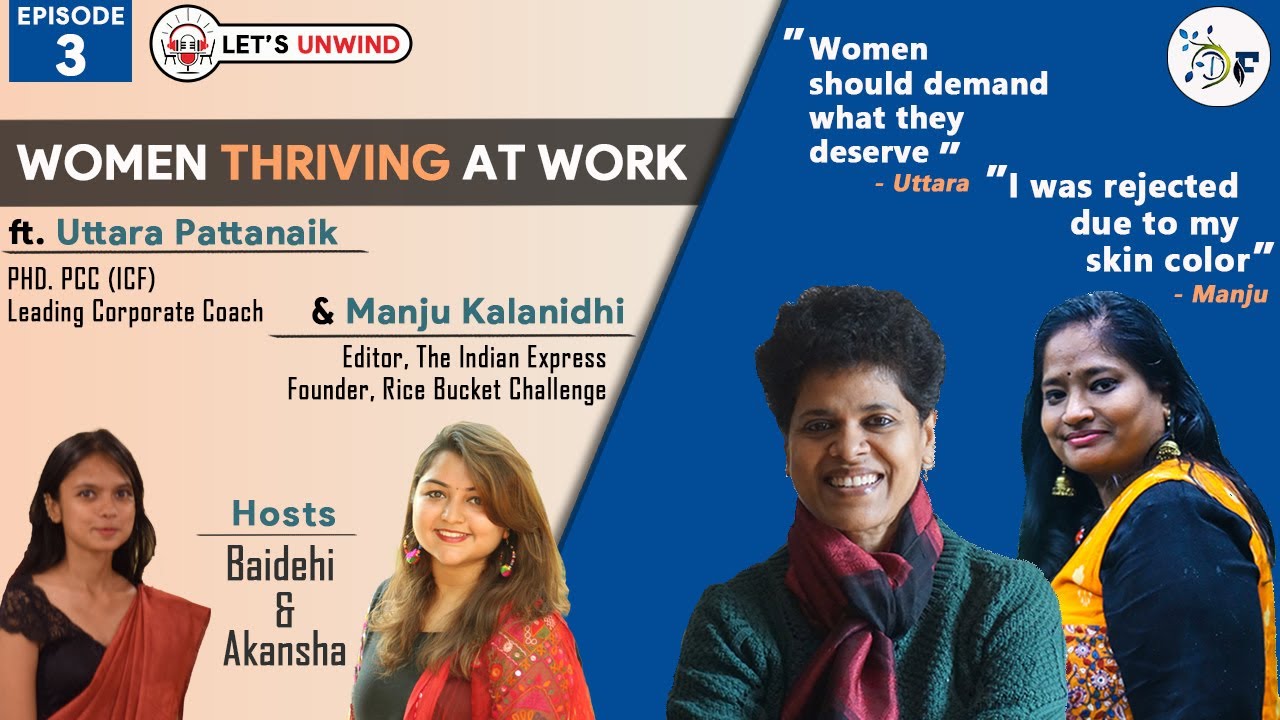 EPISODE
3
LET'S UNWIND
WOMEN THRIVING AT WORK
ft. Uttara Pattanaik
PHD. PCC (ICF)
Leading Corporate Coach
& Manju Kalanidhi
Editor, The Indian Express
Founder, Rice Bucket Challenge
Hosts
Baidehi
&
Akansha
"Women
should demand
what they
deserve"
- Uttara
"I was rejected
due to my
skin color"
- Manju
DF